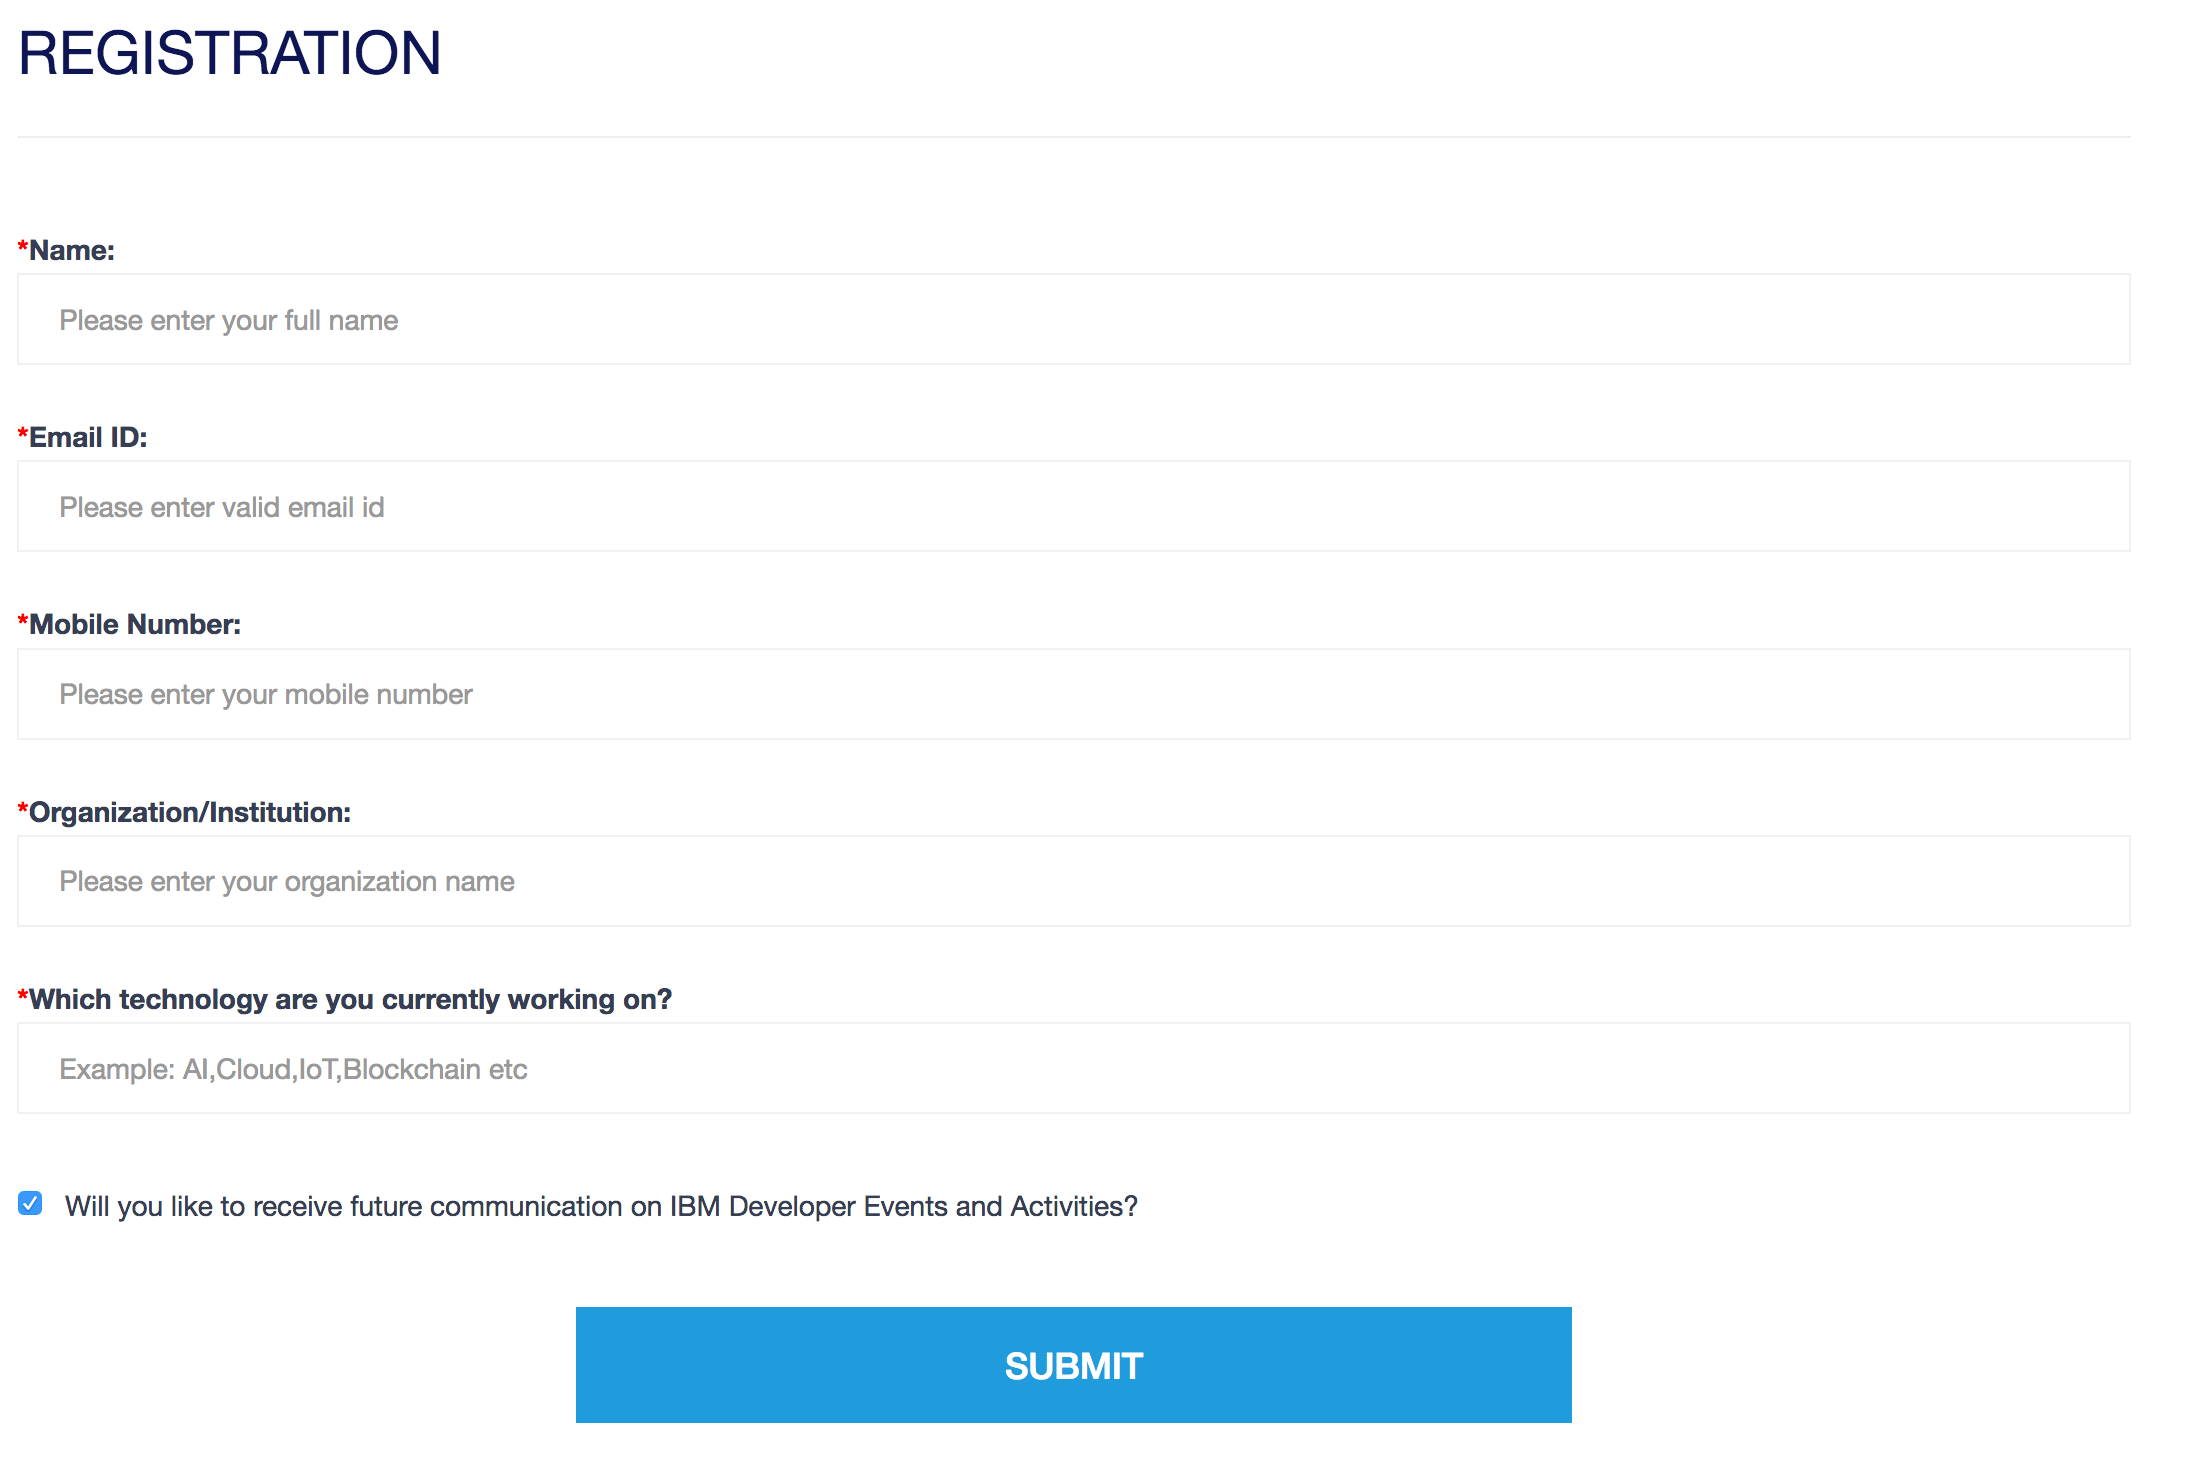 REGISTRATION
*Name:
Please enter your full name
*Email ID:
Please enter valid email id
*Mobile Number:
Please enter your mobile number
*Organization/Institution:
Please enter your organization name
*Which technology are you currently working on?
Example: AI,Cloud,IoT,Blockchain etc
Will you like to receive future communication on IBM Developer Events and Activities?
SUBMIT